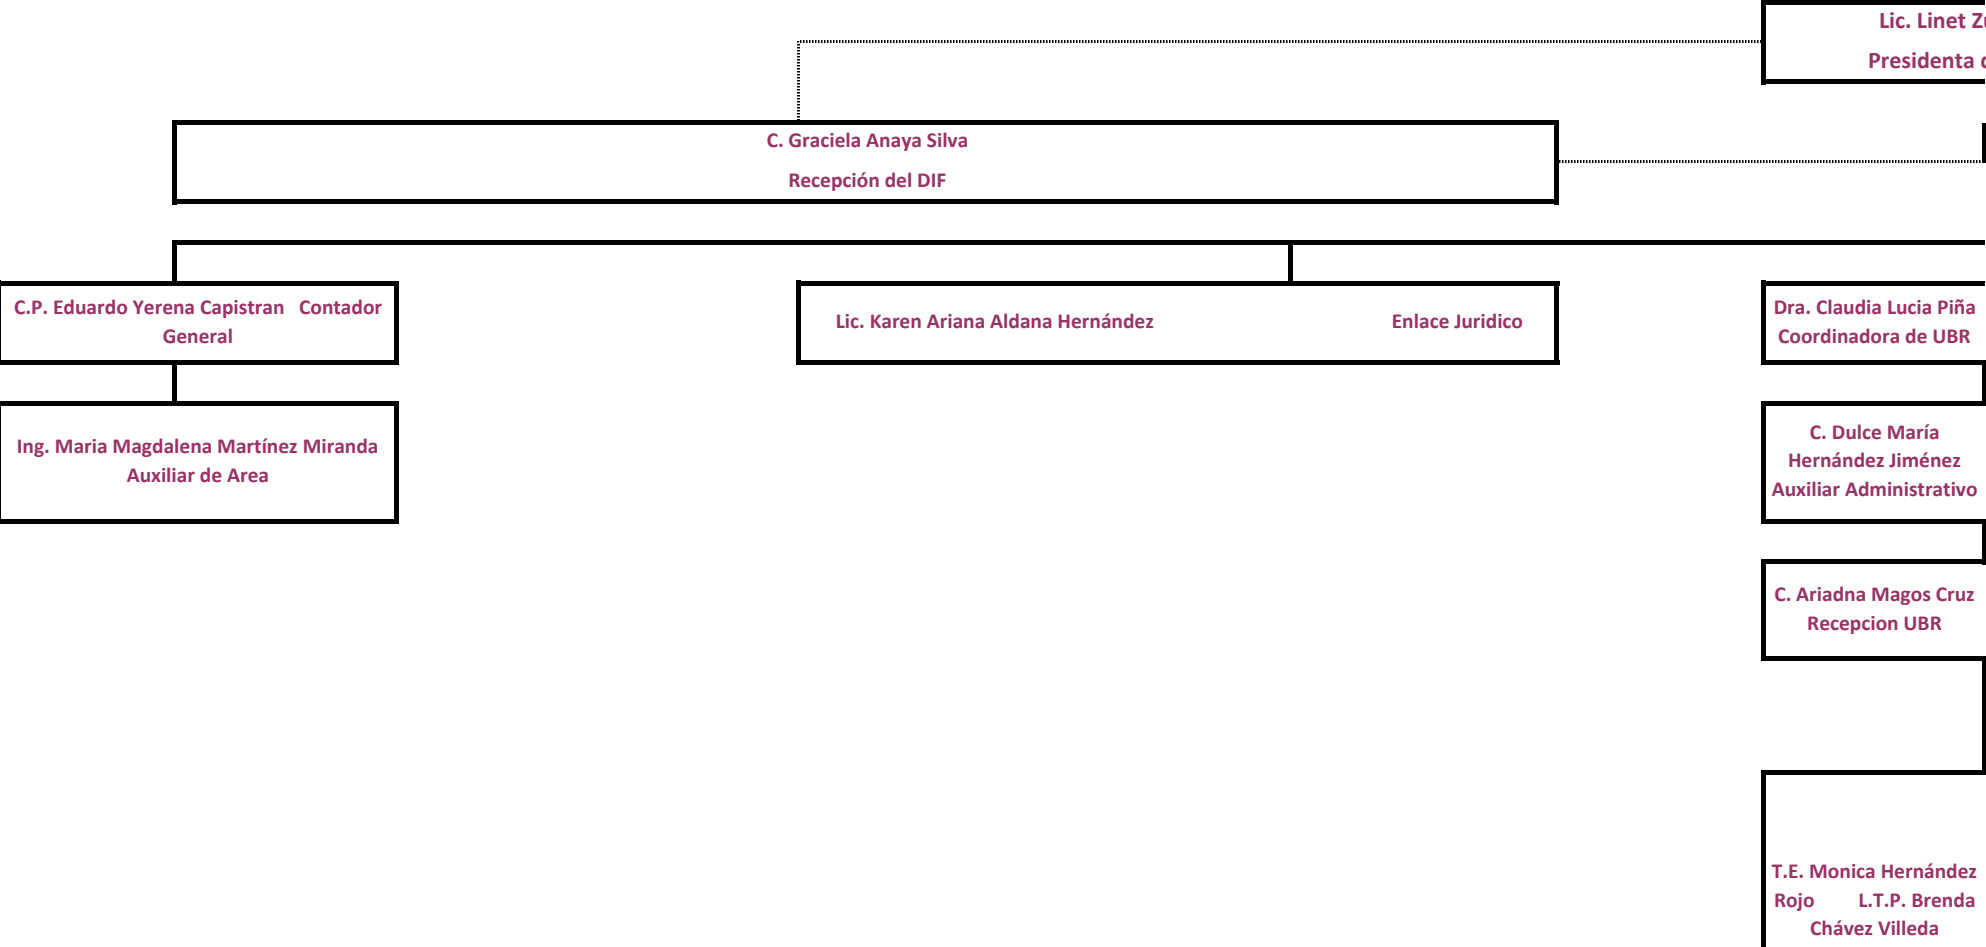 Lic. Linet
Presidenta
C. Graciela Anaya Silva
Recepción del DIF
C.P. Eduardo Yerena Capistran Contador
General
Lic. Karen Ariana Aldana Hernández Enlace Juridico
Dra. Claudia Lucia Piña
Coordinadora de UBR
Ing. Maria Magdalena Martínez Miranda
Auxiliar de Area
C. Dulce María
Hernández Jiménez
Auxiliar Administrativo
C. Ariadna Magos Cruz
Recepcion UBR
T.E. Monica Hernández
Rojo L.T.P. Brenda
Chávez Villeda